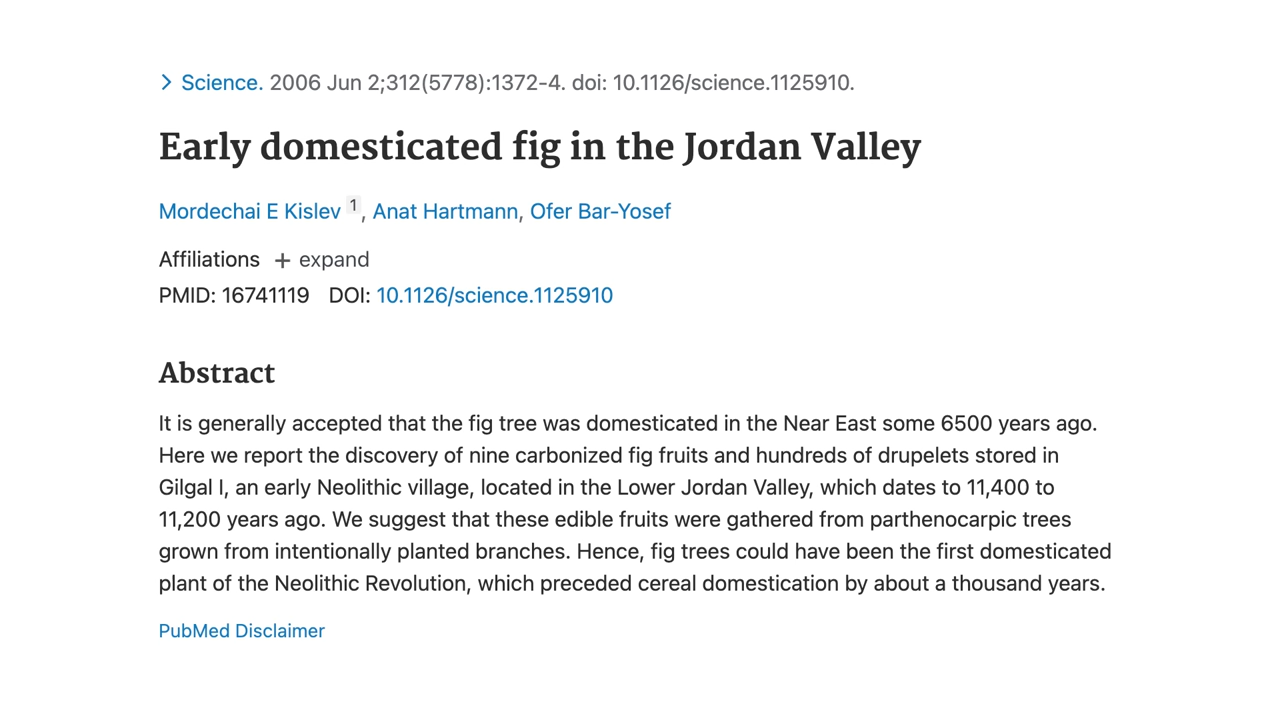 > Science. 2006 Jun 2;312(5778):1372-4. doi: 10.1126/science.1125910.
Early domesticated fig in the Jordan Valley
Mordechai E Kislev 1, Anat Hartmann, Ofer Bar-Yosef
Affiliations + expand
PMID: 16741119 DOI: 10.1126/science.1125910
Abstract
It is generally accepted that the fig tree was domesticated in the Near East some 6500 years ago.
Here we report the discovery of nine carbonized fig fruits and hundreds of drupelets stored in
Gilgal I, an early Neolithic village, located in the Lower Jordan Valley, which dates to 11,400 to
11,200 years ago. We suggest that these edible fruits were gathered from parthenocarpic trees
grown from intentionally planted branches. Hence, fig trees could have been the first domesticated
plant of the Neolithic Revolution, which preceded cereal domestication by about a thousand years.
PubMed Disclaimer